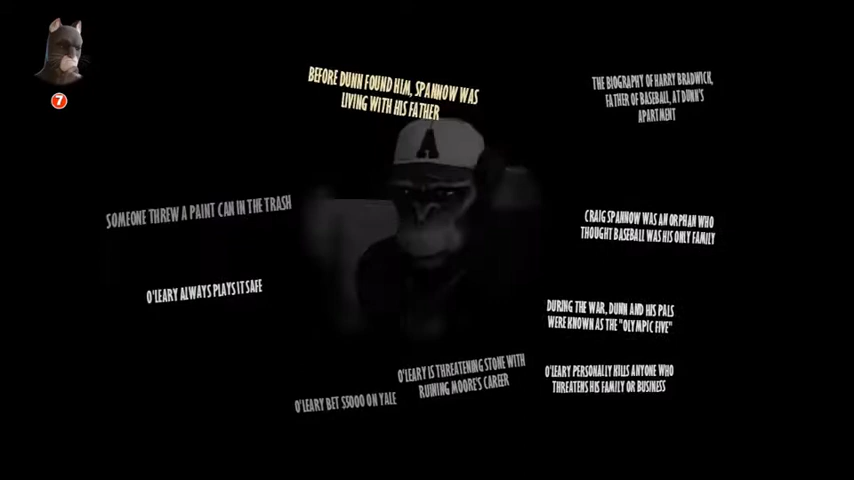 7
BEFORE DUNN FOUND HIM, SPANNOW WAS
LIVING WITH HIS FATHER
THE BIOGRAPHY OF HARRY BRADWICK,
FATHER OF BASEBALL, AT DUNN'S
APARTMENT
A
SOMEONE THREW A PAINT CAN IN THE TRASH
CRAIG SPANNOW WAS AN ORPHAN WHO
THOUGHT BASEBALL WAS HIS ONLY FAMILY
O'LEARY ALWAYS PLAYS IT SAFE
DURING THE WAR, DUNN AND HIS PALS
WERE KNOWN AS THE "OLYMPIC FIVE"
O'LEARY IS THREATENING STONE WITH
RUINING MOORE'S CAREER
O'LEARY PERSONALLY KILLS ANYONE WHO
THREATENS HIS FAMILY OR BUSINESS
O'LEARY BET $5000 ON YALE